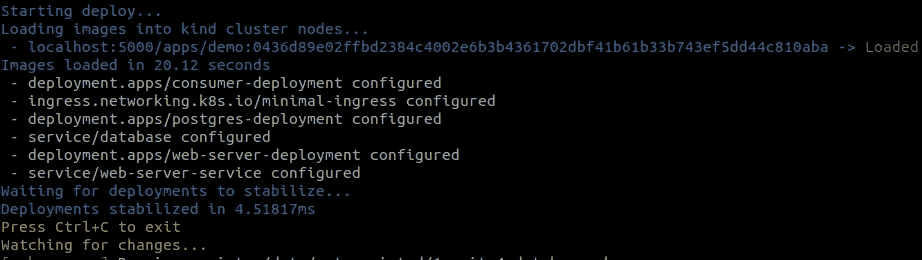 Starting deploy...
Loading images into kind cluster nodes...
 - localhost:5000/apps/demo:0436d89e02ffbd2384c4002e6b3b4361702dbf41b61b33b743ef5dd44c810aba -> Loaded
Images loaded in 20.12 seconds
 - deployment.apps/consumer-deployment configured
 - ingress.networking.k8s.io/minimal-ingress configured
 - deployment.apps/postgres-deployment configured
 - service/database configured
 - deployment.apps/web-server-deployment configured
 - service/web-server-service configured
Waiting for deployments to stabilize...
Deployments stabilized in 4.51817ms
Press Ctrl+C to exit
Watching for changes...